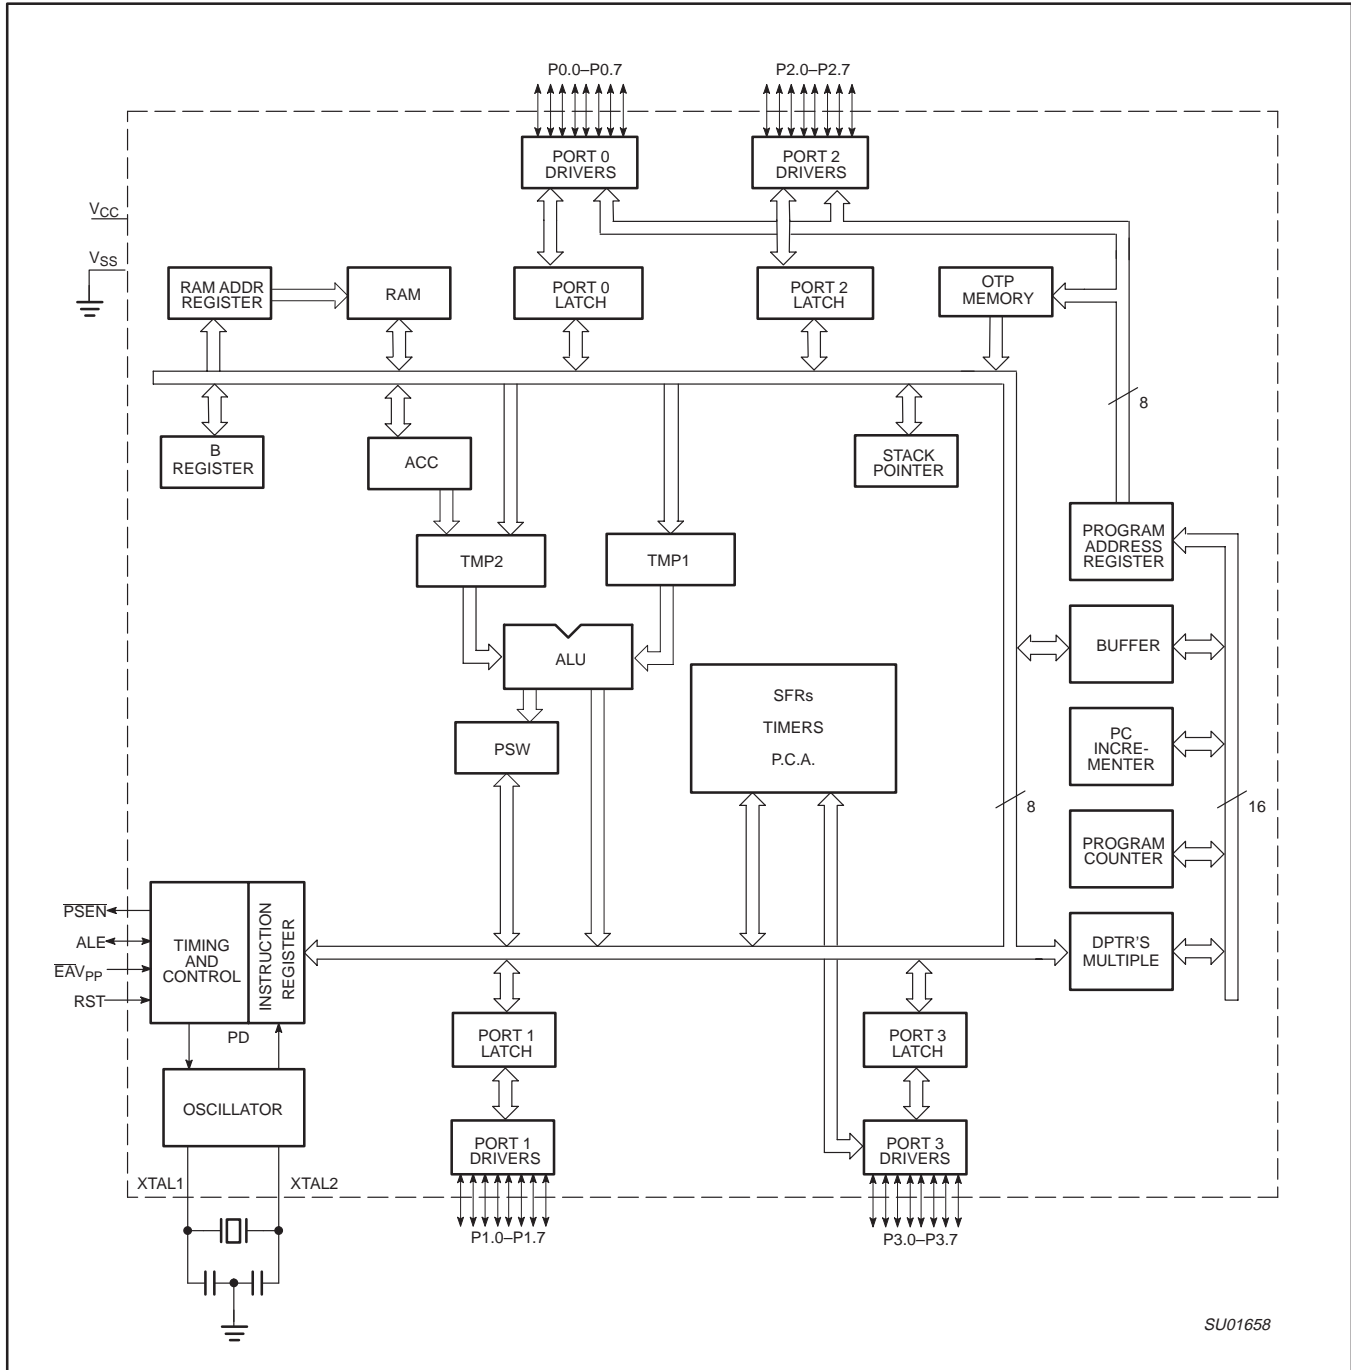 P0.0–P0.7
P2.0–P2.7
PORT 0
DRIVERS
PORT 2
DRIVERS
VCC
VSS
RAM ADDR
REGISTER
RAM
PORT 0
LATCH
PORT 2
LATCH
OTP
MEMORY
8
B
REGISTER
ACC
STACK
POINTER
TMP2
TMP1
PROGRAM
ADDRESS
REGISTER
ALU
BUFFER
SFRs
TIMERS
P.C.A.
PSW
PC
INCRE-
MENTER
8
16
PROGRAM
COUNTER
PSEN
ALE
EAVPP
RST
TIMING
AND
CONTROL
INSTRUCTION
REGISTER
DPTR'S
MULTIPLE
PD
PORT 1
LATCH
PORT 3
LATCH
OSCILLATOR
PORT 1
DRIVERS
PORT 3
DRIVERS
XTAL1
XTAL2
P1.0–P1.7
P3.0–P3.7
SU01658